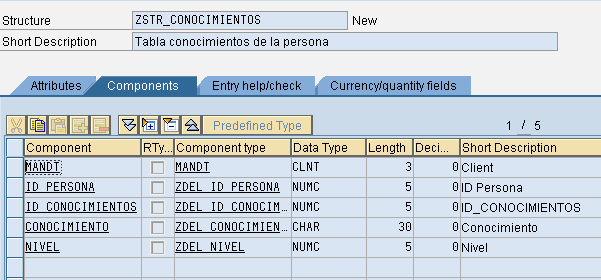 Structure ZSTR_CONOCIMIENTOS New
Short Description Tabla conocimientos de la persona
Attributes Components Entry help/check Currency/quantity fields
Predefined Type 1 / 5
Component RTy... Component type Data Type Length Deci... Short Description
MANDT MANDT CLNT 3 0 Client
ID_PERSONA ZDEL_ID_PERSONA NUMC 5 0 ID Persona
ID_CONOCIMIENTOS ZDEL_ID_CONOCIM... NUMC 5 0 ID_CONOCIMIENTOS
CONOCIMIENTO ZDEL_CONOCIMIEN... CHAR 30 0 Conocimiento
NIVEL ZDEL_NIVEL NUMC 5 0 Nivel